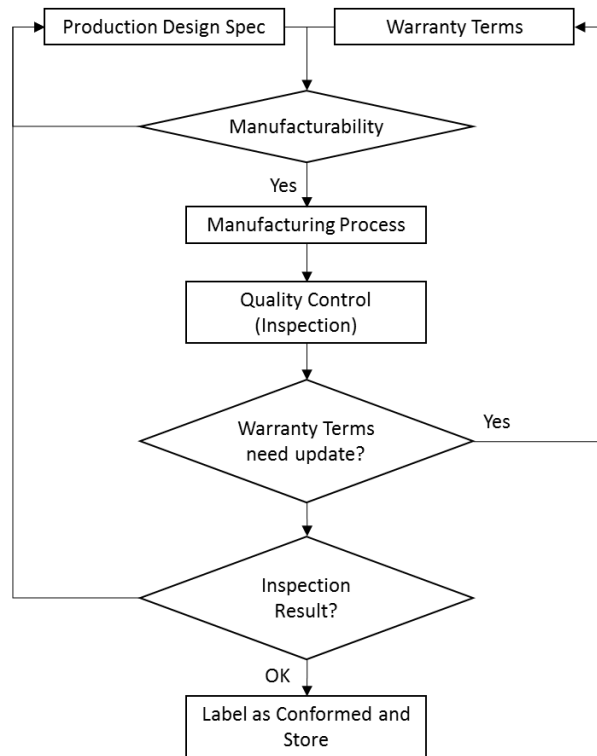 Production Design Spec
Warranty Terms
Manufacturability
Yes
Manufacturing Process
Quality Control
(Inspection)
Warranty Terms
need update?
Yes
Inspection
Result?
OK
Label as Conformed and
Store